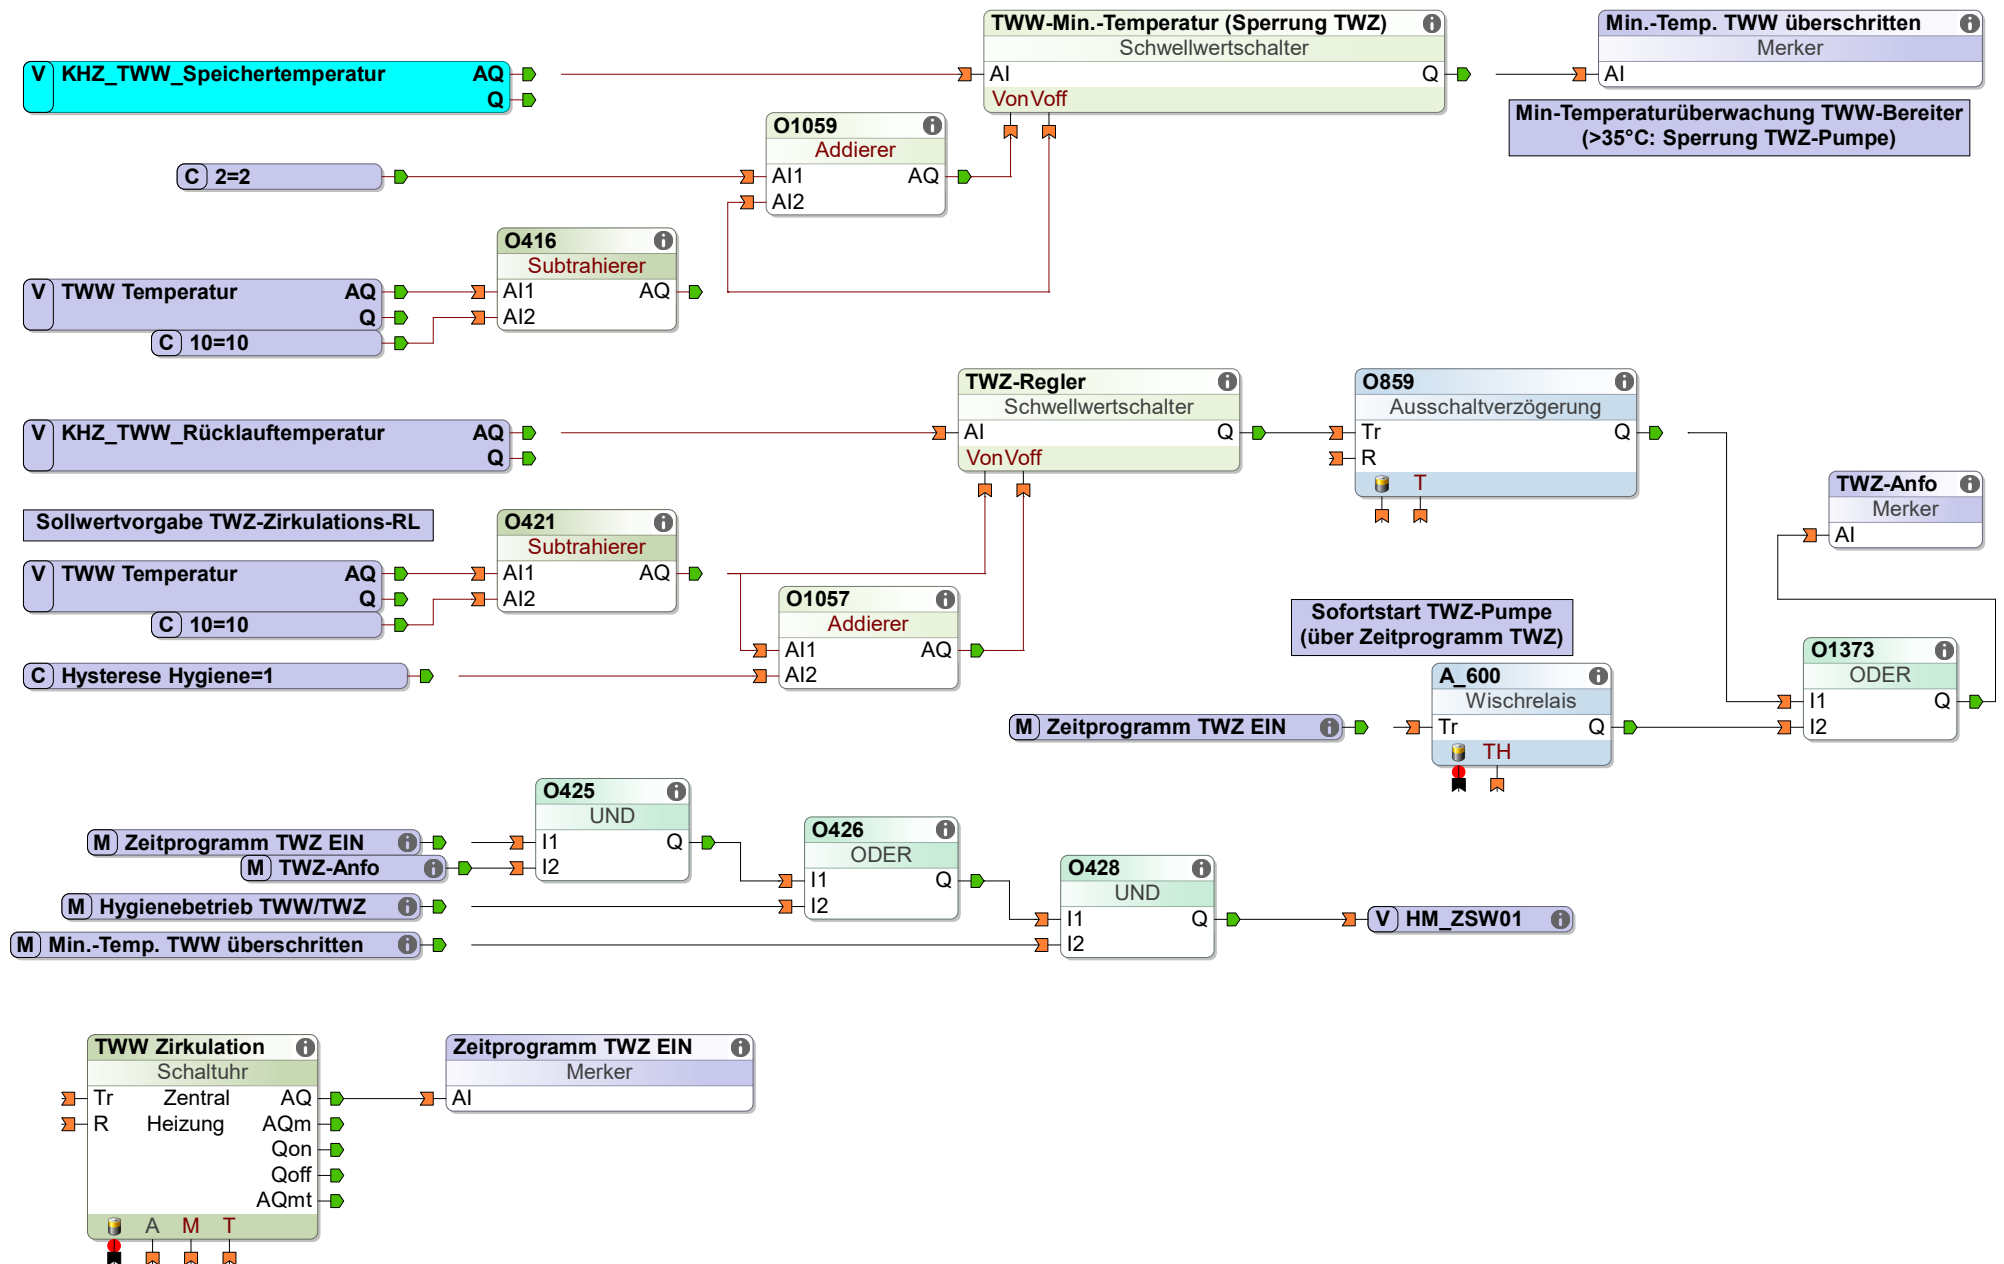 TWW-Min.-Temperatur (Sperrung TWZ)
Schwellwertschalter
AI Q
Von Voff
Min.-Temp. TWW überschritten
Merker
AI
V KHZ_TWW_Speichertemperatur AQ
Q
Min-Temperaturüberwachung TWW-Bereiter
(>35°C: Sperrung TWZ-Pumpe)
O1059
Addierer
AI1 AQ
AI2
C 2=2
O416
Subtrahierer
AI1 AQ
AI2
V TWW Temperatur AQ
Q
C 10=10
TWZ-Regler
Schwellwertschalter
AI Q
Von Voff
O859
Ausschaltverzögerung
Tr Q
R
T
V KHZ_TWW_Rücklauftemperatur AQ
Q
TWZ-Anfo
Merker
AI
Sollwertvorgabe TWZ-Zirkulations-RL
O421
Subtrahierer
AI1 AQ
AI2
V TWW Temperatur AQ
Q
C 10=10
O1057
Addierer
AI1 AQ
AI2
C Hysterese Hygiene=1
Sofortstart TWZ-Pumpe
(über Zeitprogramm TWZ)
A_600
Wischrelais
Tr Q
TH
M Zeitprogramm TWZ EIN
O1373
ODER
I1 Q
I2
O425
UND
I1 Q
I2
M Zeitprogramm TWZ EIN
M TWZ-Anfo
O426
ODER
I1 Q
I2
M Hygienebetrieb TWW/TWZ
O428
UND
I1 Q
I2
M Min.-Temp. TWW überschritten
V HM_ZSW01
TWW Zirkulation
Schaltuhr
Tr Zentral AQ
R Heizung AQm
Qon
Qoff
AQmt
A M T
Zeitprogramm TWZ EIN
Merker
AI